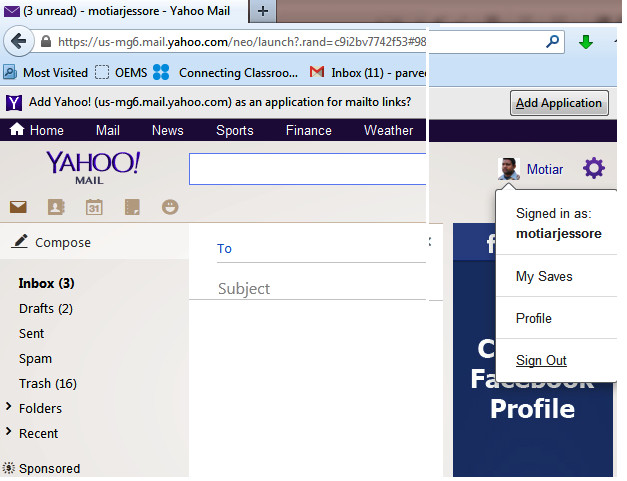 (3 unread) - motiarjessore - Yahoo Mail
https://us-mg6.mail.yahoo.com/neo/launch?.rand=c9i2bv7742f53#98
Most Visited OEMS Connecting Classroo... Inbox (11) - parve
Add Yahoo! (us-mg6.mail.yahoo.com) as an application for mailto links? Add Application
Home Mail News Sports Finance Weather
YAHOO!
MAIL
Motiar
31
Signed in as:
motiarjessore
My Saves
Profile
Sign Out
Compose
To
Subject
Inbox (3)
Drafts (2)
Sent
Spam
Trash (16)
Folders
Recent
Sponsored
f
Profile